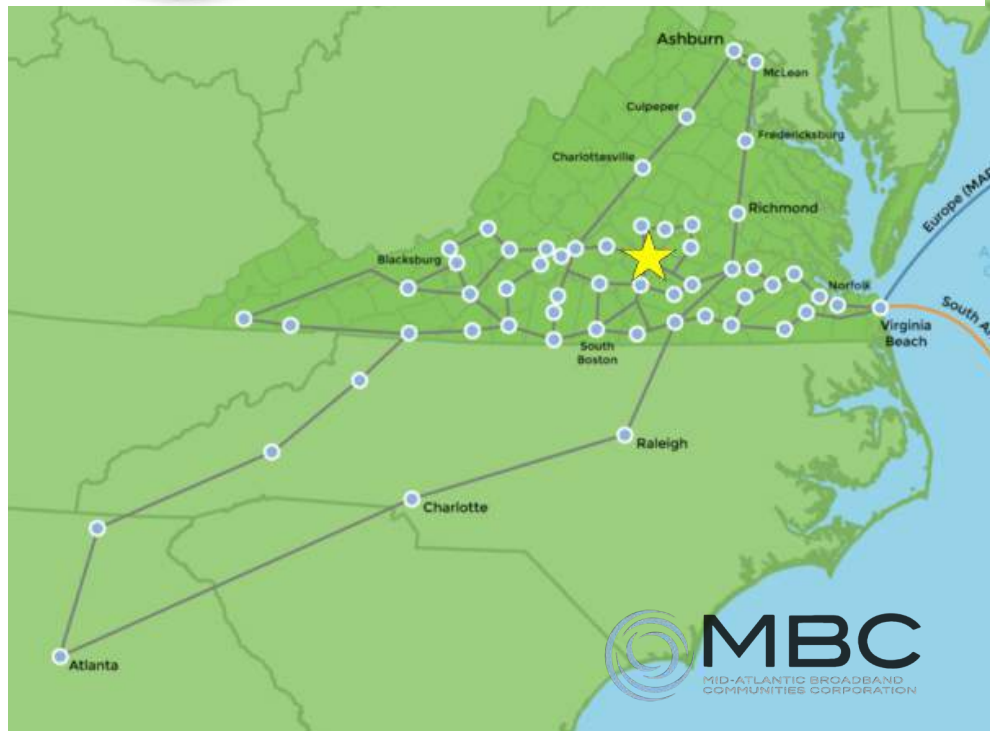 Ashburn
McLean
Culpeper
Fredericksburg
Charlottesville
Richmond
Europe (MAR
Blacksburg
Norfolk
South
Boston
Virginia
Beach
South A
Raleigh
Charlotte
Atlanta
MBC
MID-ATLANTIC BROADBAND
COMMUNITIES CORPORATION